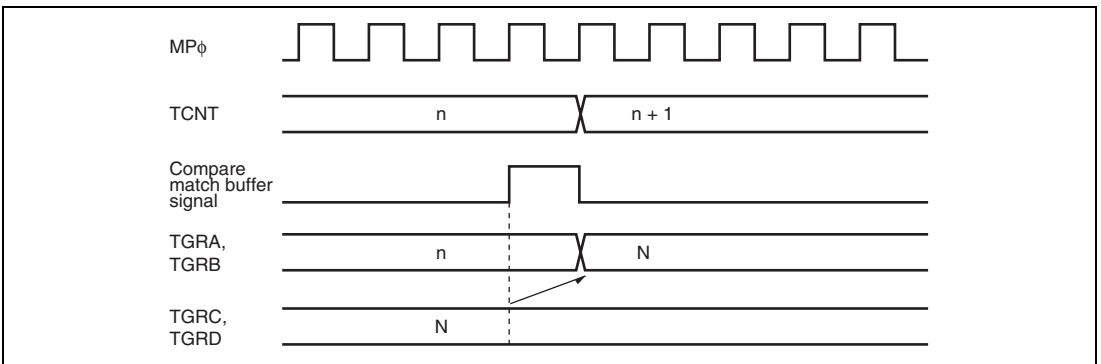 MPϕ
TCNT
n
n + 1
Compare
match buffer
signal
TGRA,
TGRB
n
N
TGRC,
TGRD
N